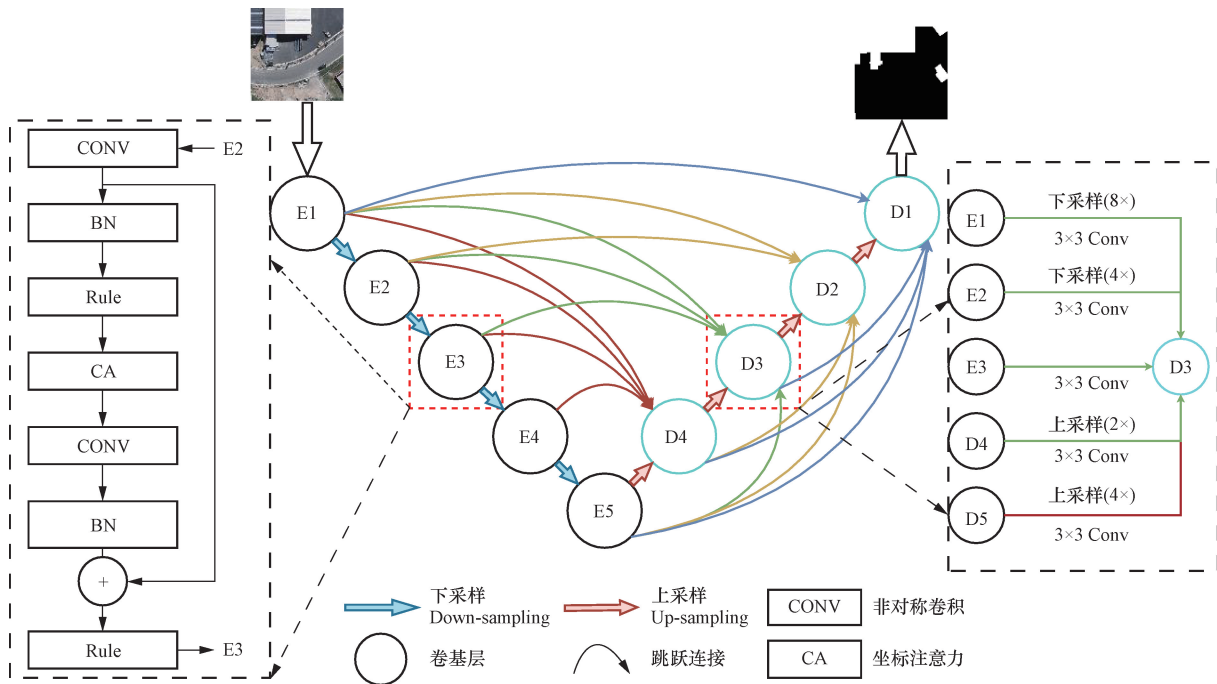 CONV
E2
BN
Rule
CA
CONV
BN
+
Rule
E3
E1
E2
E3
E4
E5
D4
D3
D2
D1
E1
下采样(8×)
3×3 Conv
E2
下采样(4×)
3×3 Conv
E3
3×3 Conv
D3
D4
上采样(2×)
3×3 Conv
D5
上采样(4×)
3×3 Conv
下采样
Down-sampling
上采样
Up-sampling
CONV
非对称卷积
卷基层
跳跃连接
CA
坐标注意力